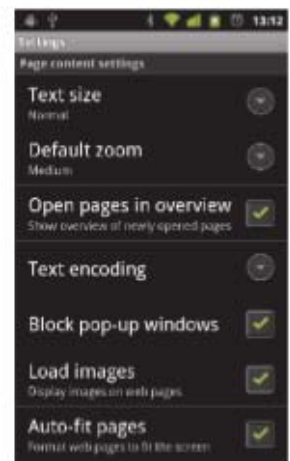 13:12
Settings
Page content settings
Text size
Normal
Default zoom
Medium
Open pages in overview
Show overview of newly opened pages
Text encoding
Block pop-up windows
Load images
Display images on web pages
Auto-fit pages
Format web pages to fit the screen